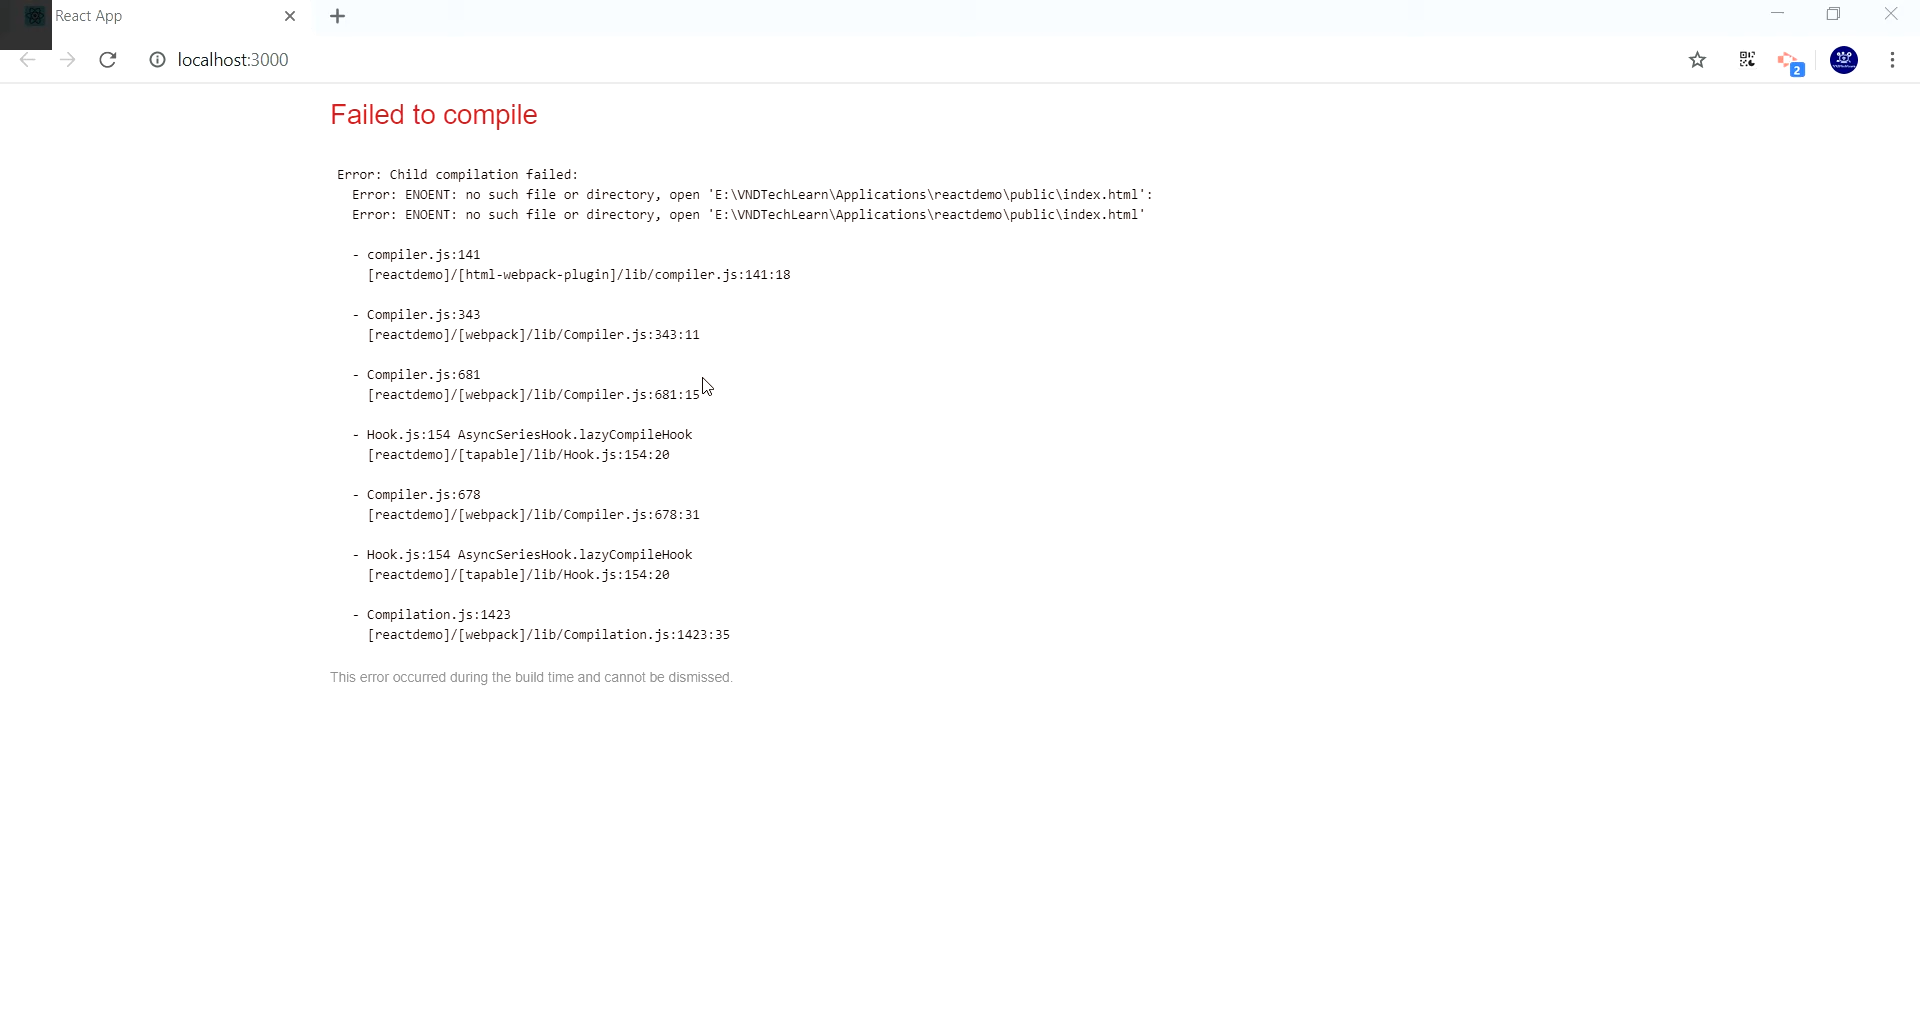 React App
localhost:3000
2
Failed to compile
Error: Child compilation failed:
Error: ENOENT: no such file or directory, open 'E:\VNDTechLearn\Applications\reactdemo\public\index.html':
Error: ENOENT: no such file or directory, open 'E:\VNDTechLearn\Applications\reactdemo\public\index.html'
- compiler.js:141
[reactdemo]/[html-webpack-plugin]/lib/compiler.js:141:18
- Compiler.js:343
[reactdemo]/[webpack]/lib/Compiler.js:343:11
- Compiler.js:681
[reactdemo]/[webpack]/lib/Compiler.js:681:15
- Hook.js:154 AsyncSeriesHook.lazyCompileHook
[reactdemo]/[tapable]/lib/Hook.js:154:20
- Compiler.js:678
[reactdemo]/[webpack]/lib/Compiler.js:678:31
- Hook.js:154 AsyncSeriesHook.lazyCompileHook
[reactdemo]/[tapable]/lib/Hook.js:154:20
- Compilation.js:1423
[reactdemo]/[webpack]/lib/Compilation.js:1423:35
This error occurred during the build time and cannot be dismissed.